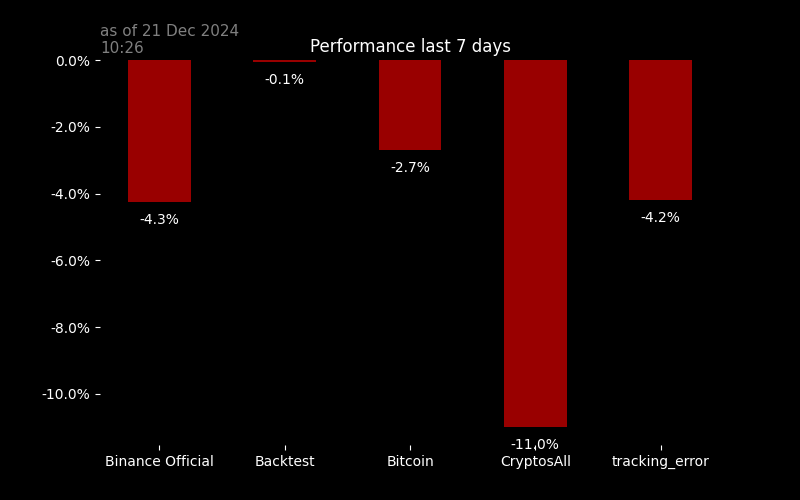 as of 21 Dec 2024
10:26
Performance last 7 days
0.0%
-2.0%
-4.0%
-6.0%
-8.0%
-10.0%
-4.3%
-0.1%
-2.7%
-11.0%
-4.2%
Binance Official
Backtest
Bitcoin
CryptosAll
tracking_error